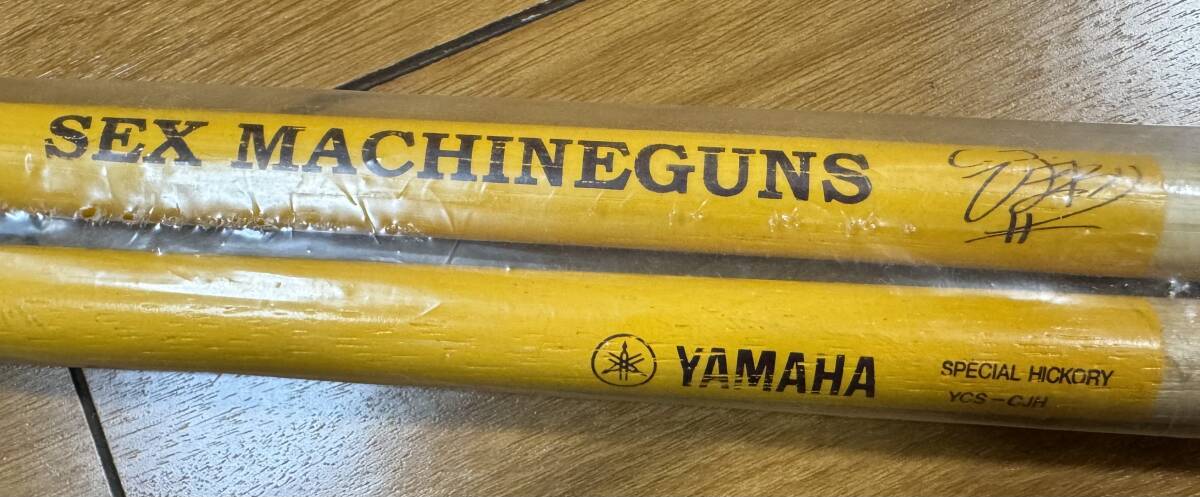 SEX MACHINEGUNS
YAMAHA
SPECIAL HICKORY
YCS-CJH